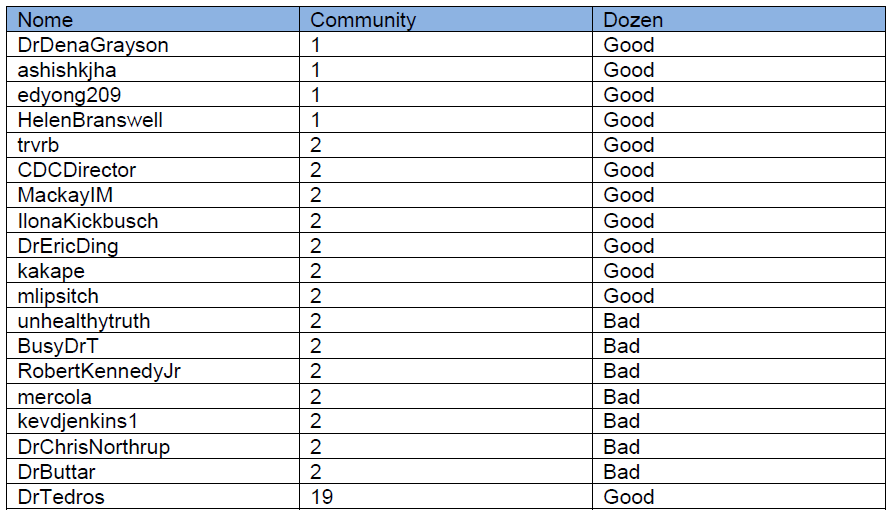 Nome Community Dozen
DrDenaGrayson 1 Good
ashishkjha 1 Good
edyong209 1 Good
HelenBranswell 1 Good
trvrb 2 Good
CDCDirector 2 Good
MackayIM 2 Good
IlonaKickbusch 2 Good
DrEricDing 2 Good
kakape 2 Good
mlipsitch 2 Good
unhealthytruth 2 Bad
BusyDrT 2 Bad
RobertKennedyJr 2 Bad
mercola 2 Bad
kevdjenkins1 2 Bad
DrChrisNorthrup 2 Bad
DrButtar 2 Bad
DrTedros 19 Good